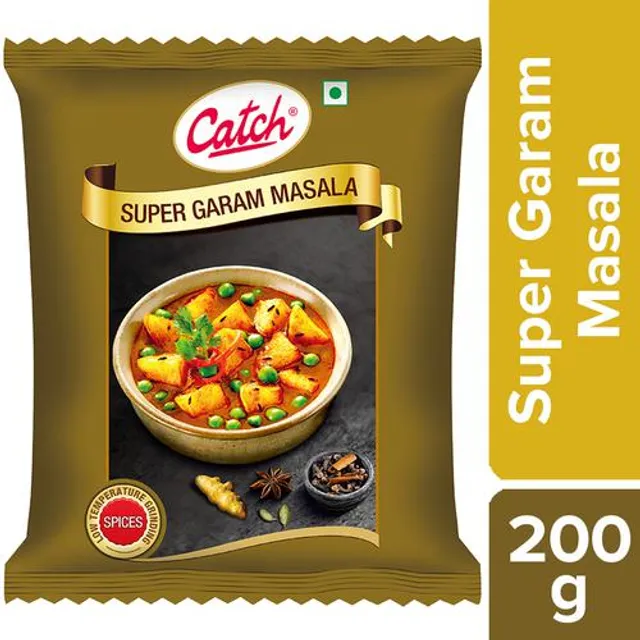 Catch®
SUPER GARAM MASALA
LOW TEMPERATURE GRINDING
SPICES
Super Garam
Masala
200
g